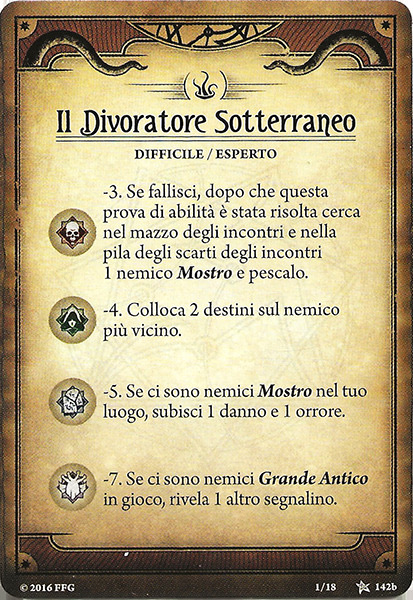 Il Divoratore Sotterraneo
DIFFICILE / ESPERTO
-3. Se fallisci, dopo che questa
prova di abilità è stata risolta cerca
nel mazzo degli incontri e nella
pila degli scarti degli incontri
1 nemico Mostro e pescalo.
-4. Colloca 2 destini sul nemico
più vicino.
-5. Se ci sono nemici Mostro nel tuo
luogo, subisci 1 danno e 1 orrore.
-7. Se ci sono nemici Grande Antico
in gioco, rivela 1 altro segnalino.
© 2016 FFG 1/18 142b